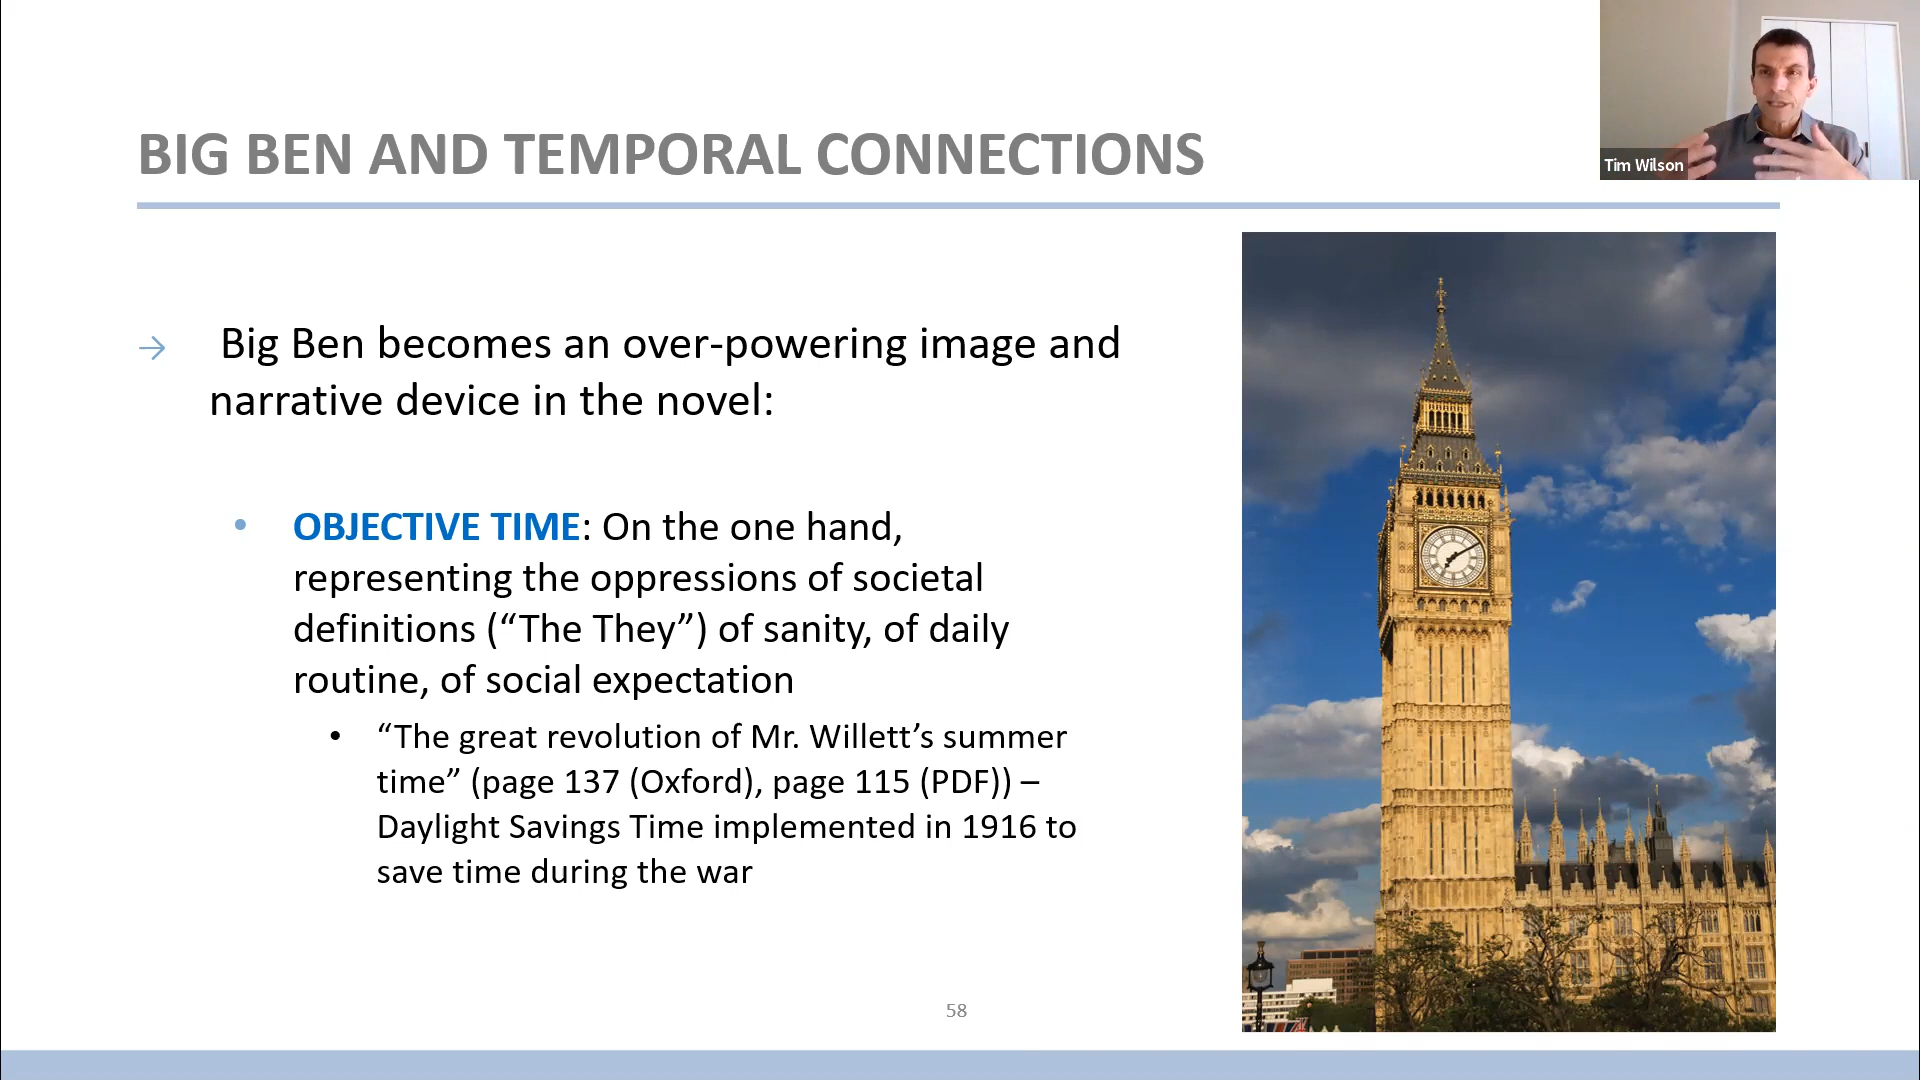 BIG BEN AND TEMPORAL CONNECTIONS
Tim Wilson
→ Big Ben becomes an over-powering image and
narrative device in the novel:
• OBJECTIVE TIME: On the one hand,
representing the oppressions of societal
definitions (“The They”) of sanity, of daily
routine, of social expectation
• “The great revolution of Mr. Willett’s summer
time” (page 137 (Oxford), page 115 (PDF)) –
Daylight Savings Time implemented in 1916 to
save time during the war
58